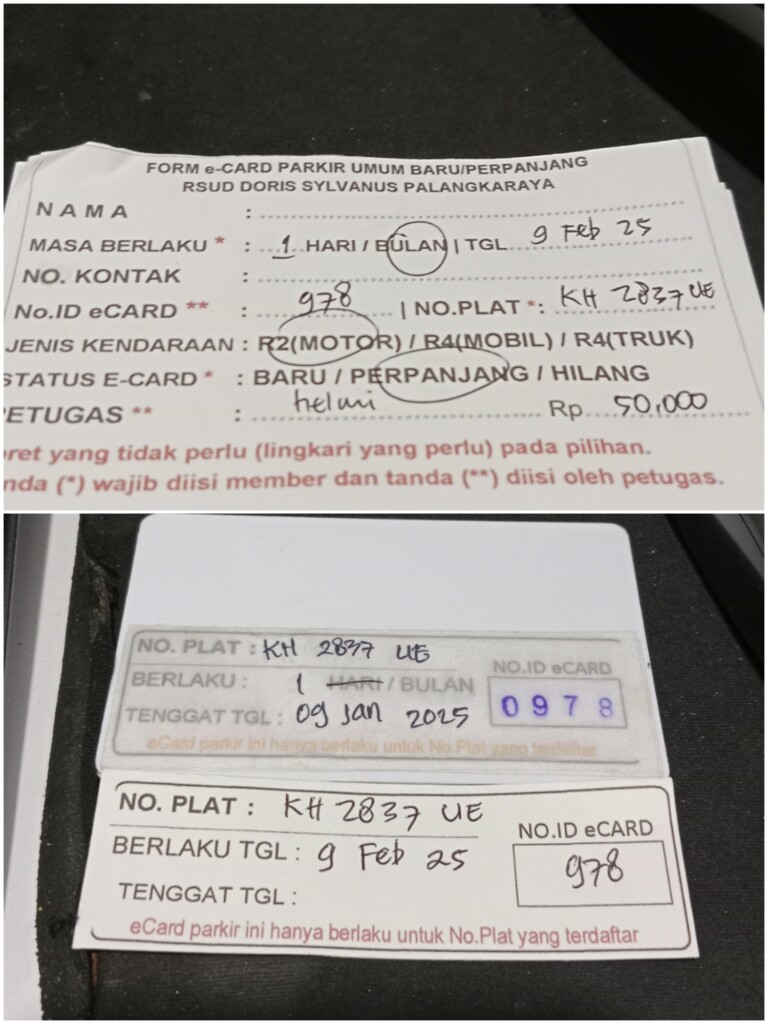 FORM e-CARD PARKIR UMUM BARU/PERPANJANG
RSUD DORIS SYLVANUS PALANGKARAYA
NAMA :
MASA BERLAKU * : 1 HARI / BULAN | TGL 9 Feb 25
NO. KONTAK :
No.ID eCARD ** : 978 | NO.PLAT *: KH 2837 UE
JENIS KENDARAAN : R2(MOTOR) / R4(MOBIL) / R4(TRUK)
STATUS E-CARD * : BARU / PERPANJANG / HILANG
ETUGAS ** : helmi Rp 50,000
ret yang tidak perlu (lingkari yang perlu) pada pilihan.
nda (*) wajib diisi member dan tanda (**) diisi oleh petugas.
NO. PLAT : KH 2837 UE
BERLAKU : 1 HARI / BULAN
NO.ID eCARD
0978
TENGGAT TGL : 09 Jan 2025
eCard parkir ini hanya berlaku untuk No.Plat yang terdaftar
NO. PLAT : KH 2837 UE
BERLAKU TGL : 9 Feb 25
NO.ID eCARD
978
TENGGAT TGL :
eCard parkir ini hanya berlaku untuk No.Plat yang terdaftar